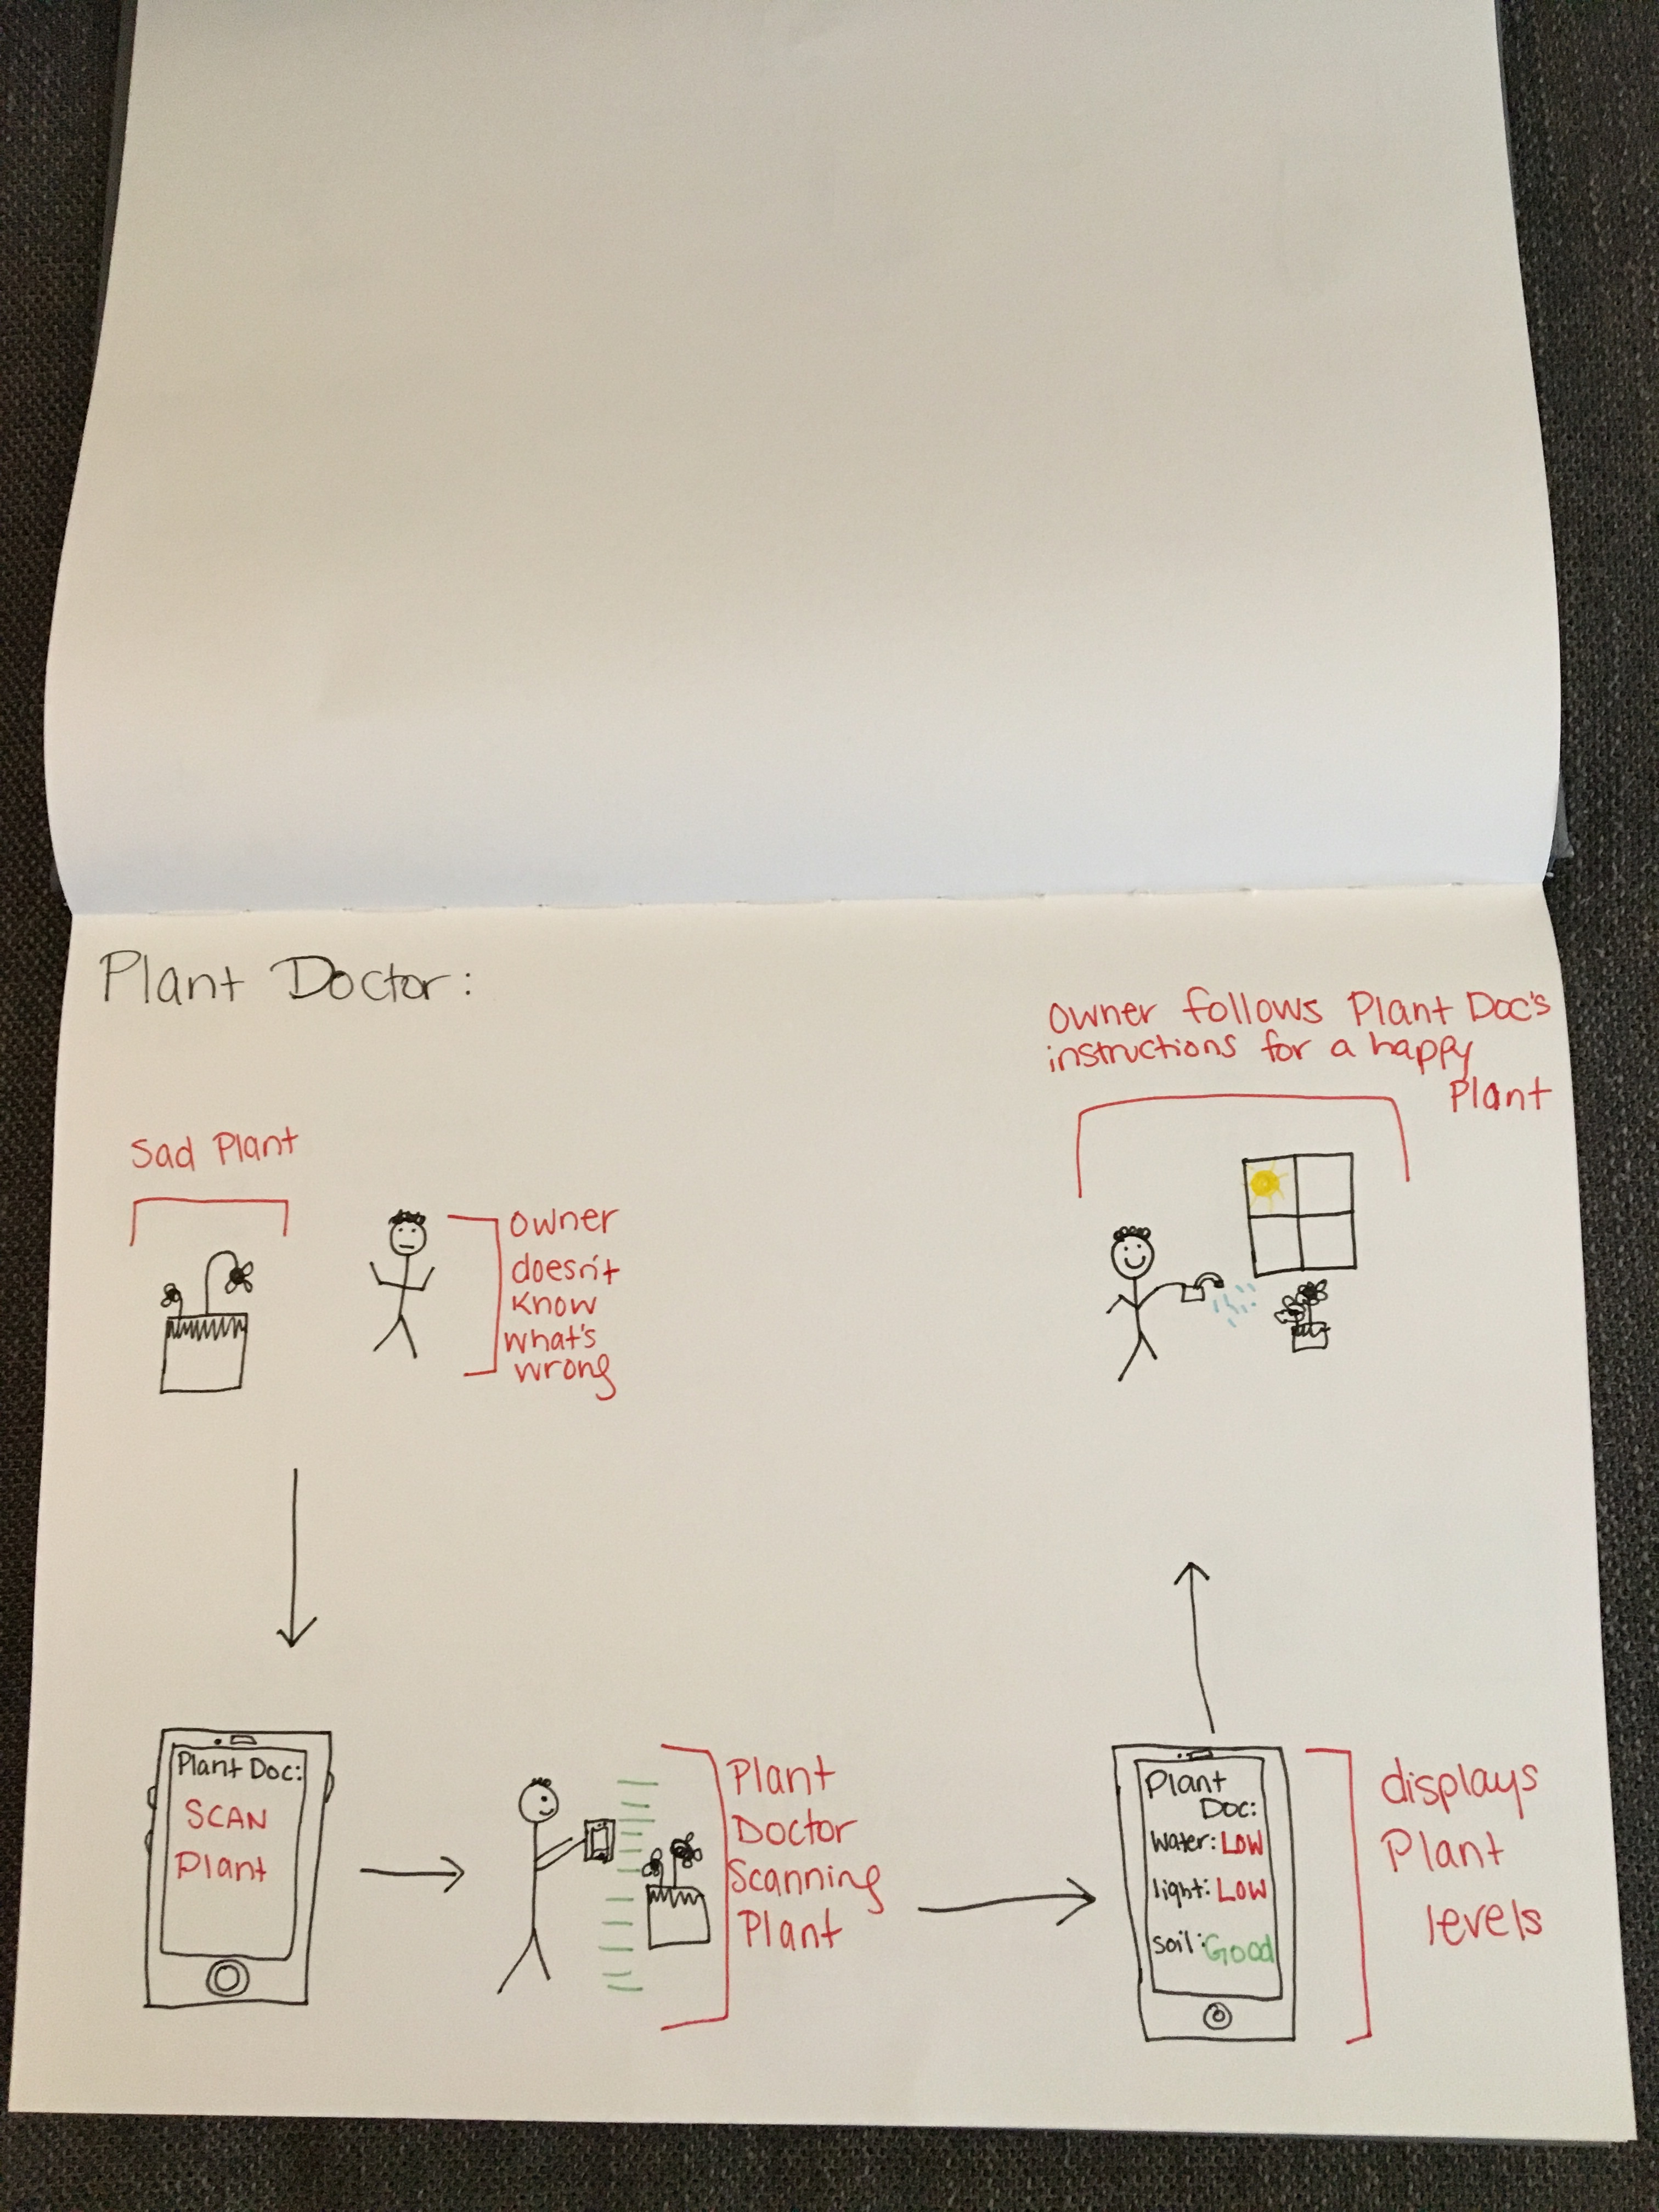 Plant Doctor:
Sad Plant
owner
doesn't
know
what's
wrong
Plant Doc:
SCAN
Plant
Plant
Doctor
Scanning
Plant
Plant
Doc:
Water: LOW
light: LOW
soil: Good
displays
Plant
levels
owner follows Plant Doc's
instructions for a happy
Plant